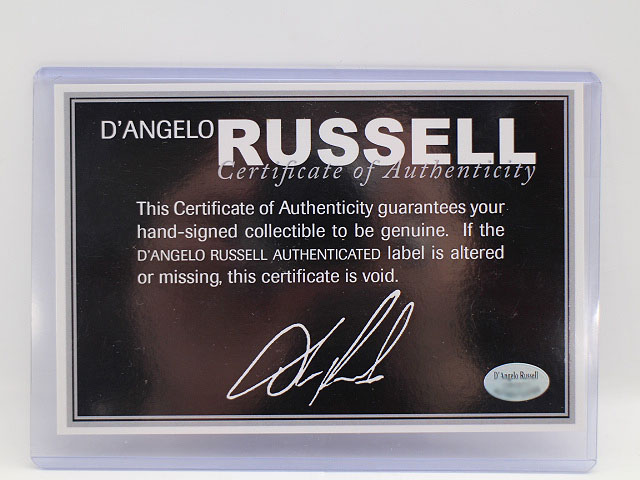 D'ANGELO RUSSELL
Certificate of Authenticity
This Certificate of Authenticity guarantees your
hand-signed collectible to be genuine. If the
D'ANGELO RUSSELL AUTHENTICATED label is altered
or missing, this certificate is void.
D'Angelo Russell